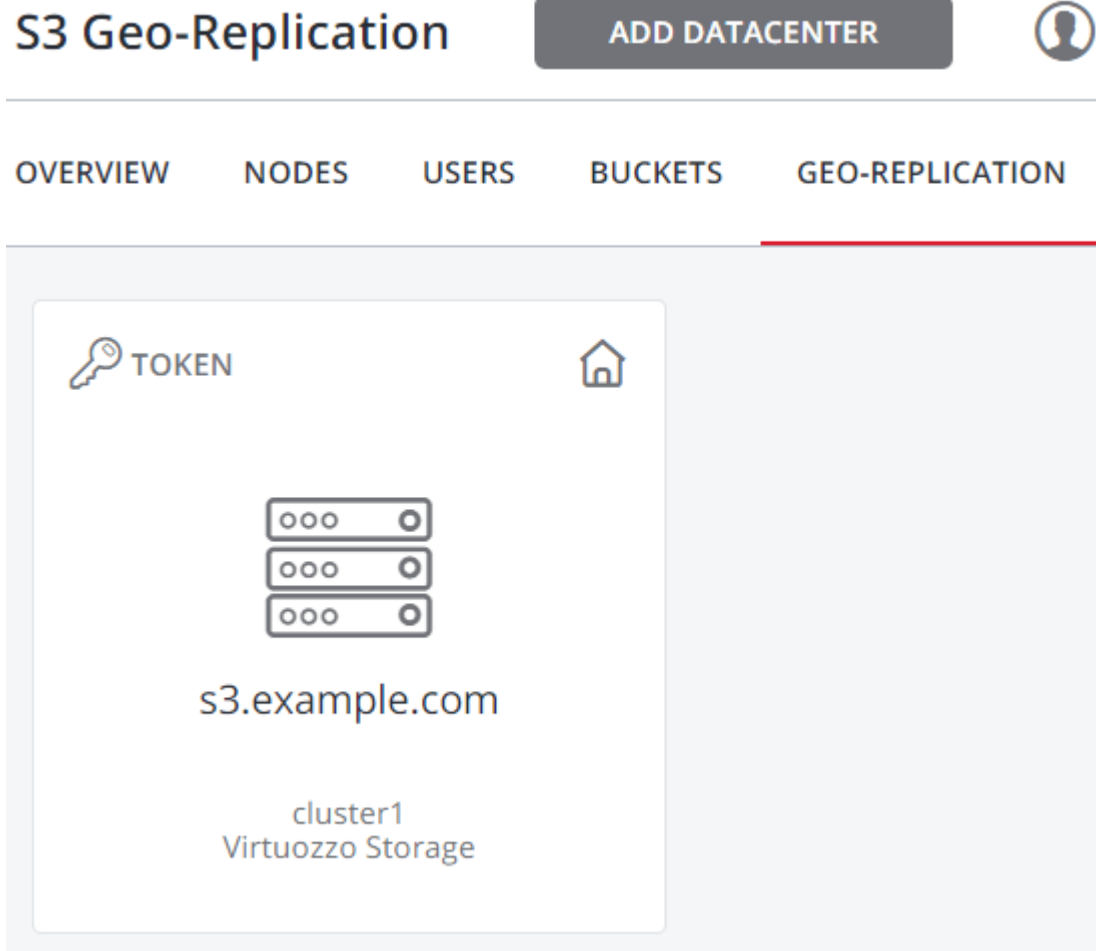 S3 Geo-Replication ADD DATACENTER
OVERVIEW NODES USERS BUCKETS GEO-REPLICATION
TOKEN
s3.example.com
cluster1
Virtuozzo Storage